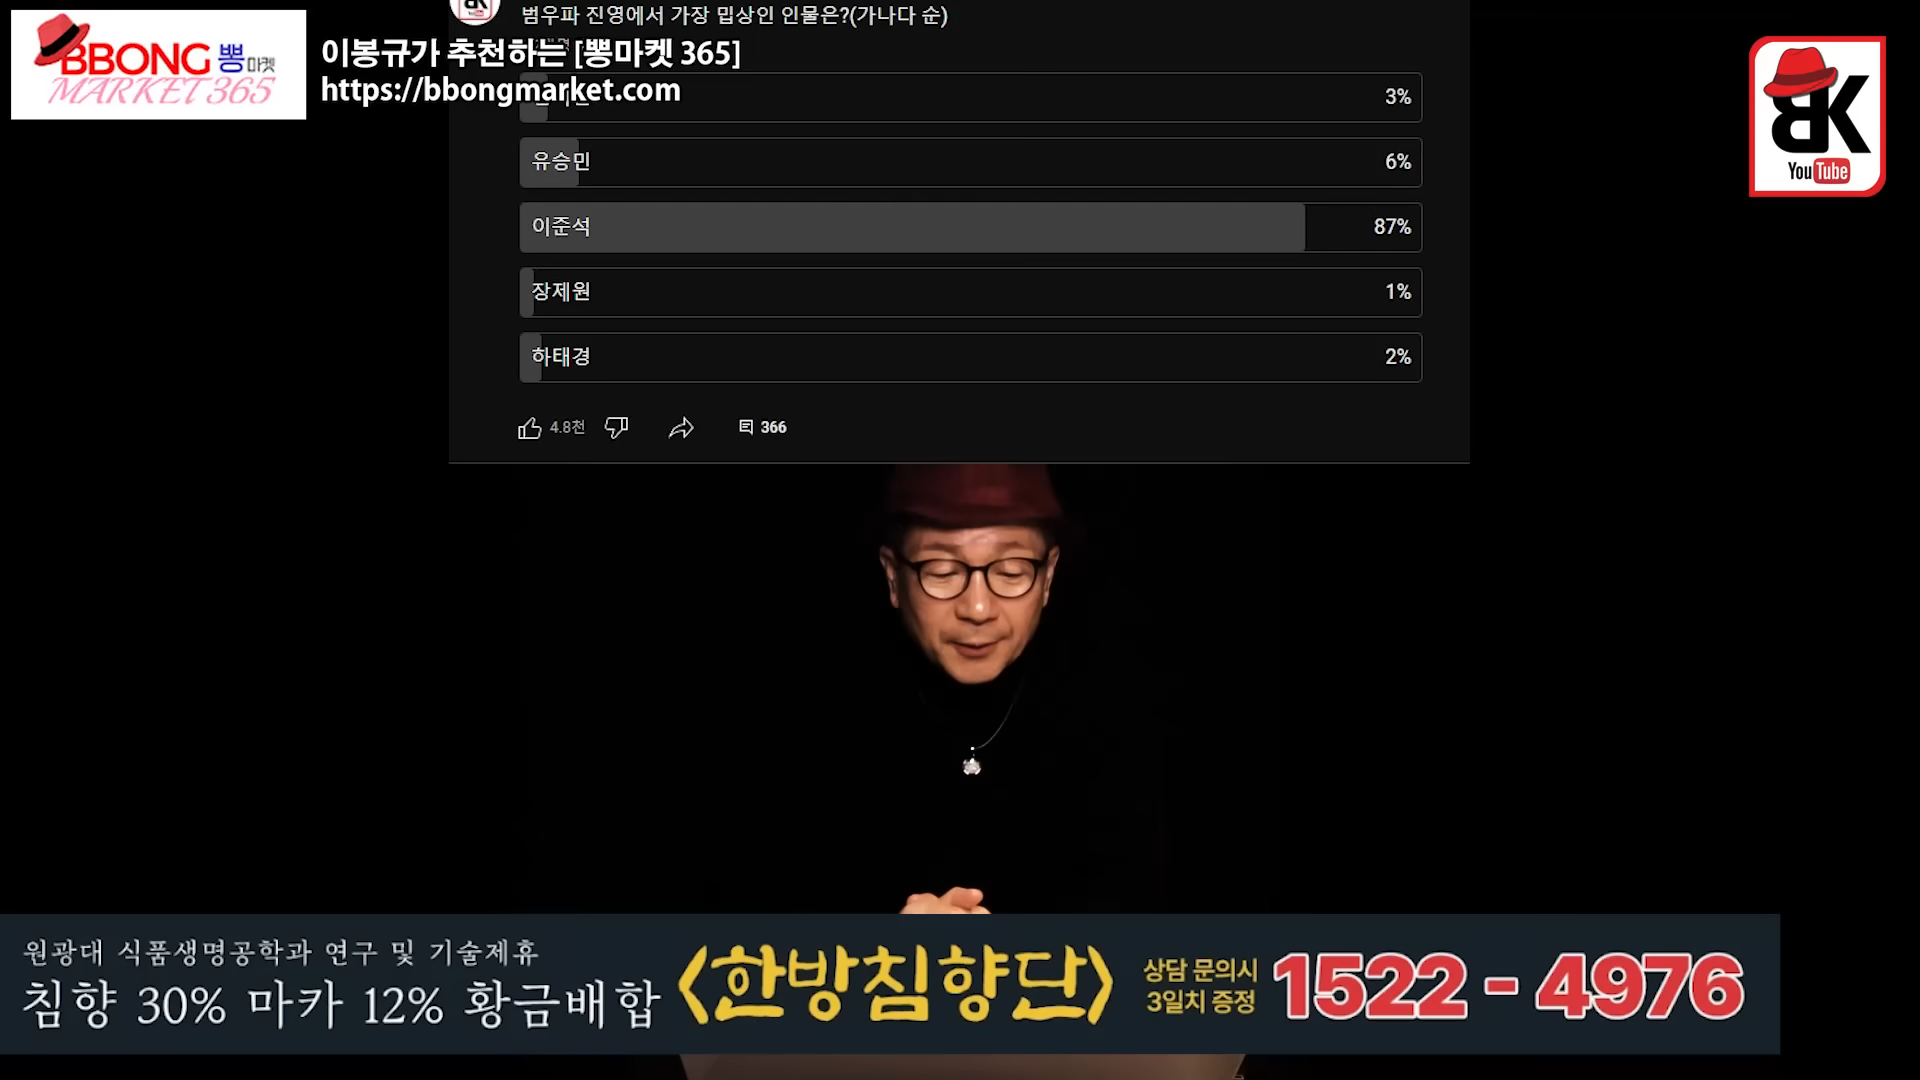 범우파 진영에서 가장 밉상인 인물은?(가나다 순)
BBONG 뽕마켓
MARKET 365
이봉규가 추천하는 [뽕마켓 365]
https://bbongmarket.com
3%
유승민 6%
이준석 87%
장제원 1%
하태경 2%
4.8천 366
BK
YouTube
원광대 식품생명공학과 연구 및 기술제휴
침향 30% 마카 12% 황금배합
<한방침향단>
상담 문의시
3일치 증정
1522-4976